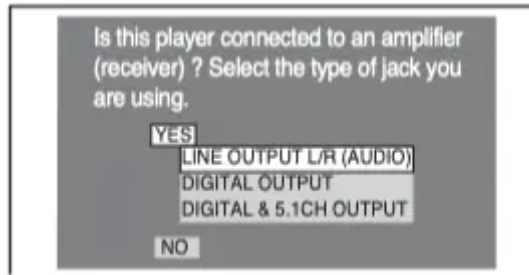 Is this player connected to an amplifier
(receiver) ? Select the type of jack you
are using.
YES
LINE OUTPUT L/R (AUDIO)
DIGITAL OUTPUT
DIGITAL & 5.1CH OUTPUT
NO